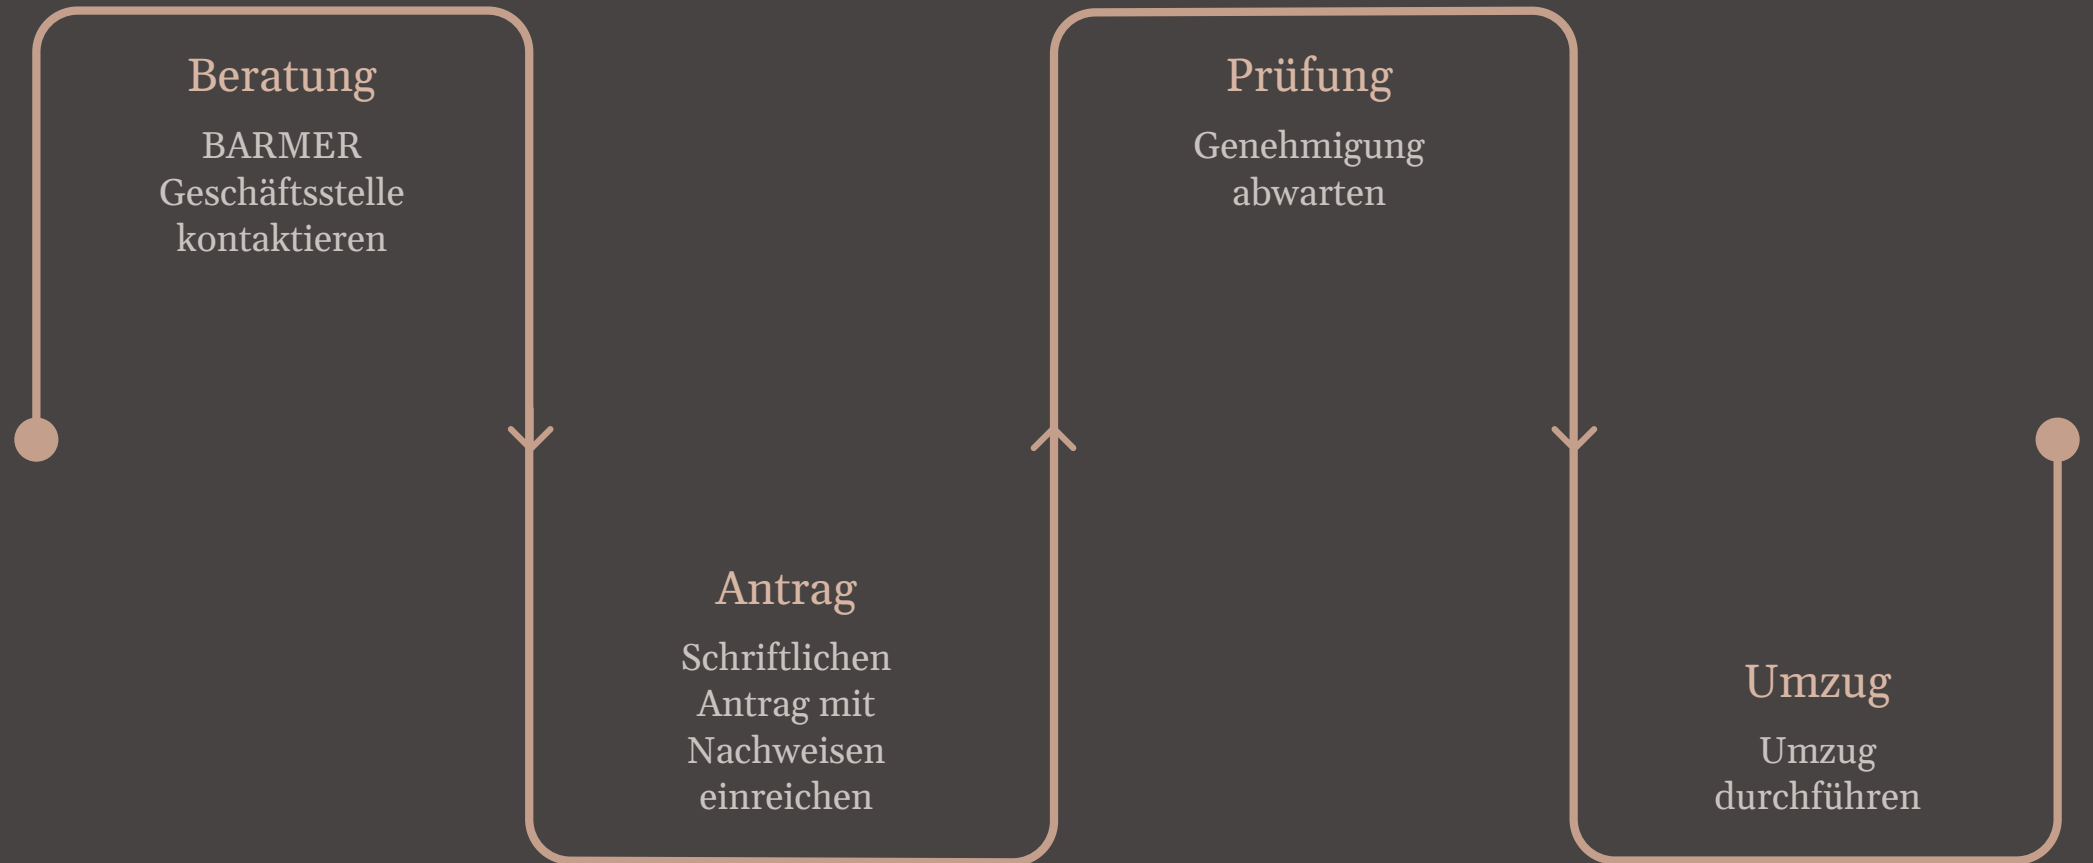 Beratung
BARMER
Geschäftsstelle
kontaktieren
Antrag
Schriftlichen
Antrag mit
Nachweisen
einreichen
Prüfung
Genehmigung
abwarten
Umzug
Umzug
durchführen